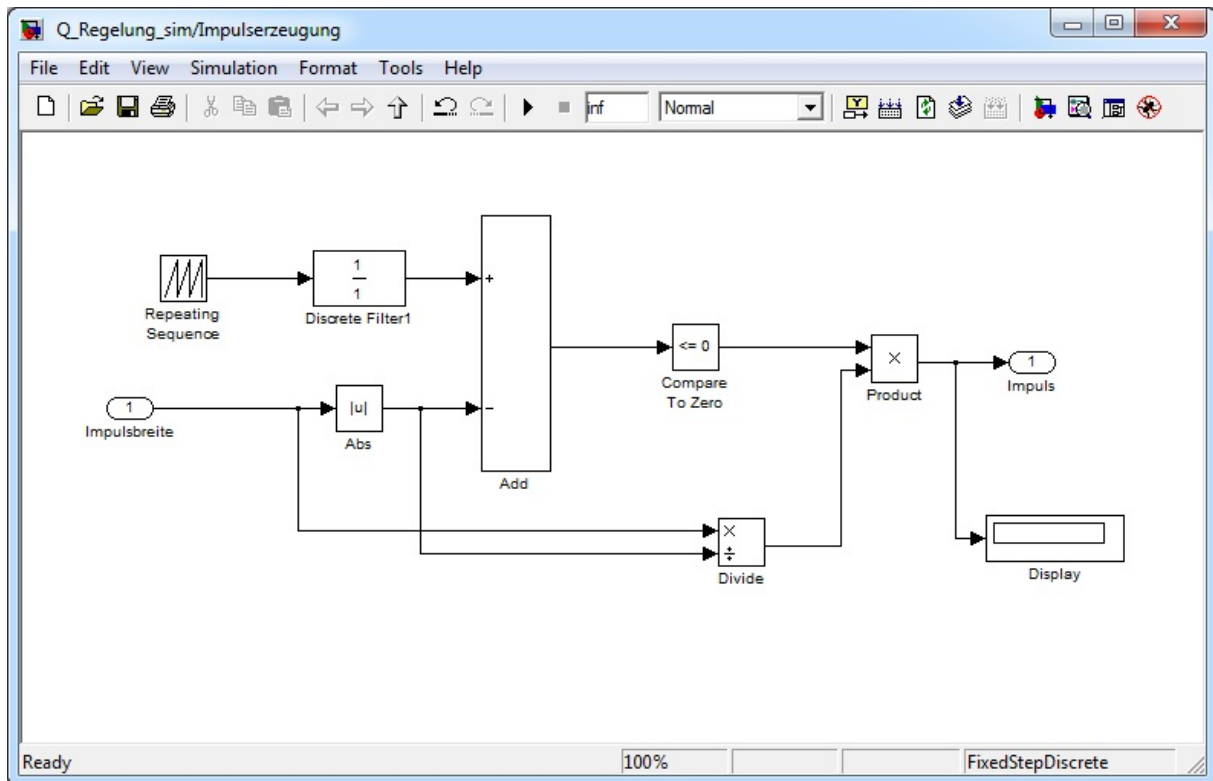 Q_Regelung_sim/Impulserzeugung
File Edit View Simulation Format Tools Help
inf Normal
Repeating
Sequence
1
1
Discrete Filter1
+
<= 0
Compare
To Zero
×
Product
1
Impuls
1
Impulsbreite
|u|
Abs
−
Add
×
÷
Divide
Display
Ready 100% FixedStepDiscrete